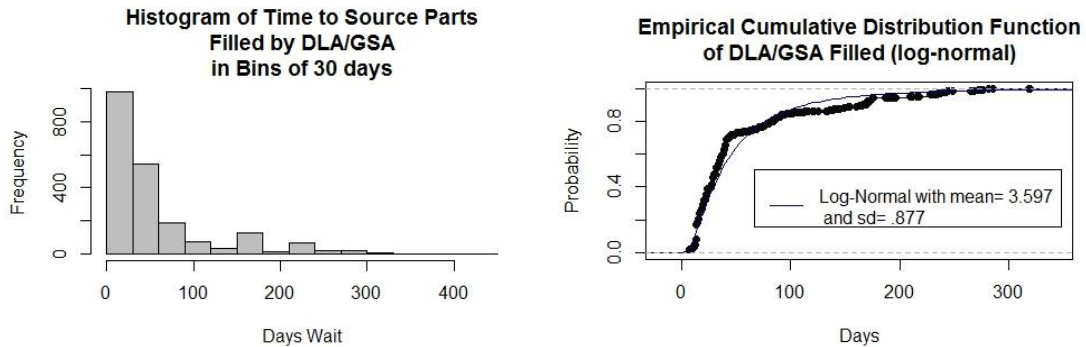 Histogram of Time to Source Parts
Filled by DLA/GSA
in Bins of 30 days
Frequency
0
400
800
0
100
200
300
400
Days Wait
Empirical Cumulative Distribution Function
of DLA/GSA Filled (log-normal)
Probability
0.0
0.4
0.8
Log-Normal with mean= 3.597
and sd= .877
0
100
200
300
Days